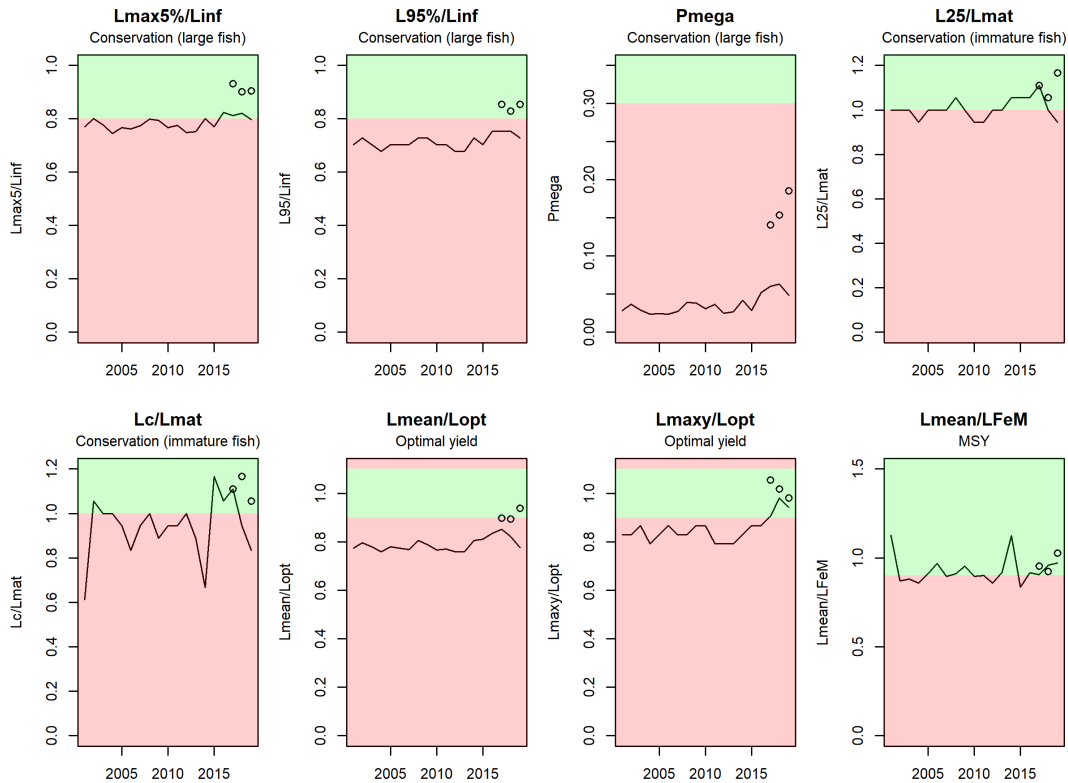 Lmax5%/Linf
Conservation (large fish)
Lmax5/Linf
1.0
0.8
0.6
0.4
0.2
0.0
2005 2010 2015
L95%/Linf
Conservation (large fish)
L95/Linf
1.0
0.8
0.6
0.4
0.2
0.0
2005 2010 2015
Pmega
Conservation (large fish)
Pmega
0.30
0.20
0.10
0.00
2005 2010 2015
L25/Lmat
Conservation (immature fish)
L25/Lmat
1.2
1.0
0.8
0.6
0.4
0.2
0.0
2005 2010 2015
Lc/Lmat
Conservation (immature fish)
Lc/Lmat
1.2
1.0
0.8
0.6
0.4
0.2
0.0
2005 2010 2015
Lmean/Lopt
Optimal yield
Lmean/Lopt
1.0
0.8
0.6
0.4
0.2
0.0
2005 2010 2015
Lmaxy/Lopt
Optimal yield
Lmaxy/Lopt
1.0
0.8
0.6
0.4
0.2
0.0
2005 2010 2015
Lmean/LFeM
MSY
Lmean/LFeM
1.5
1.0
0.5
0.0
2005 2010 2015